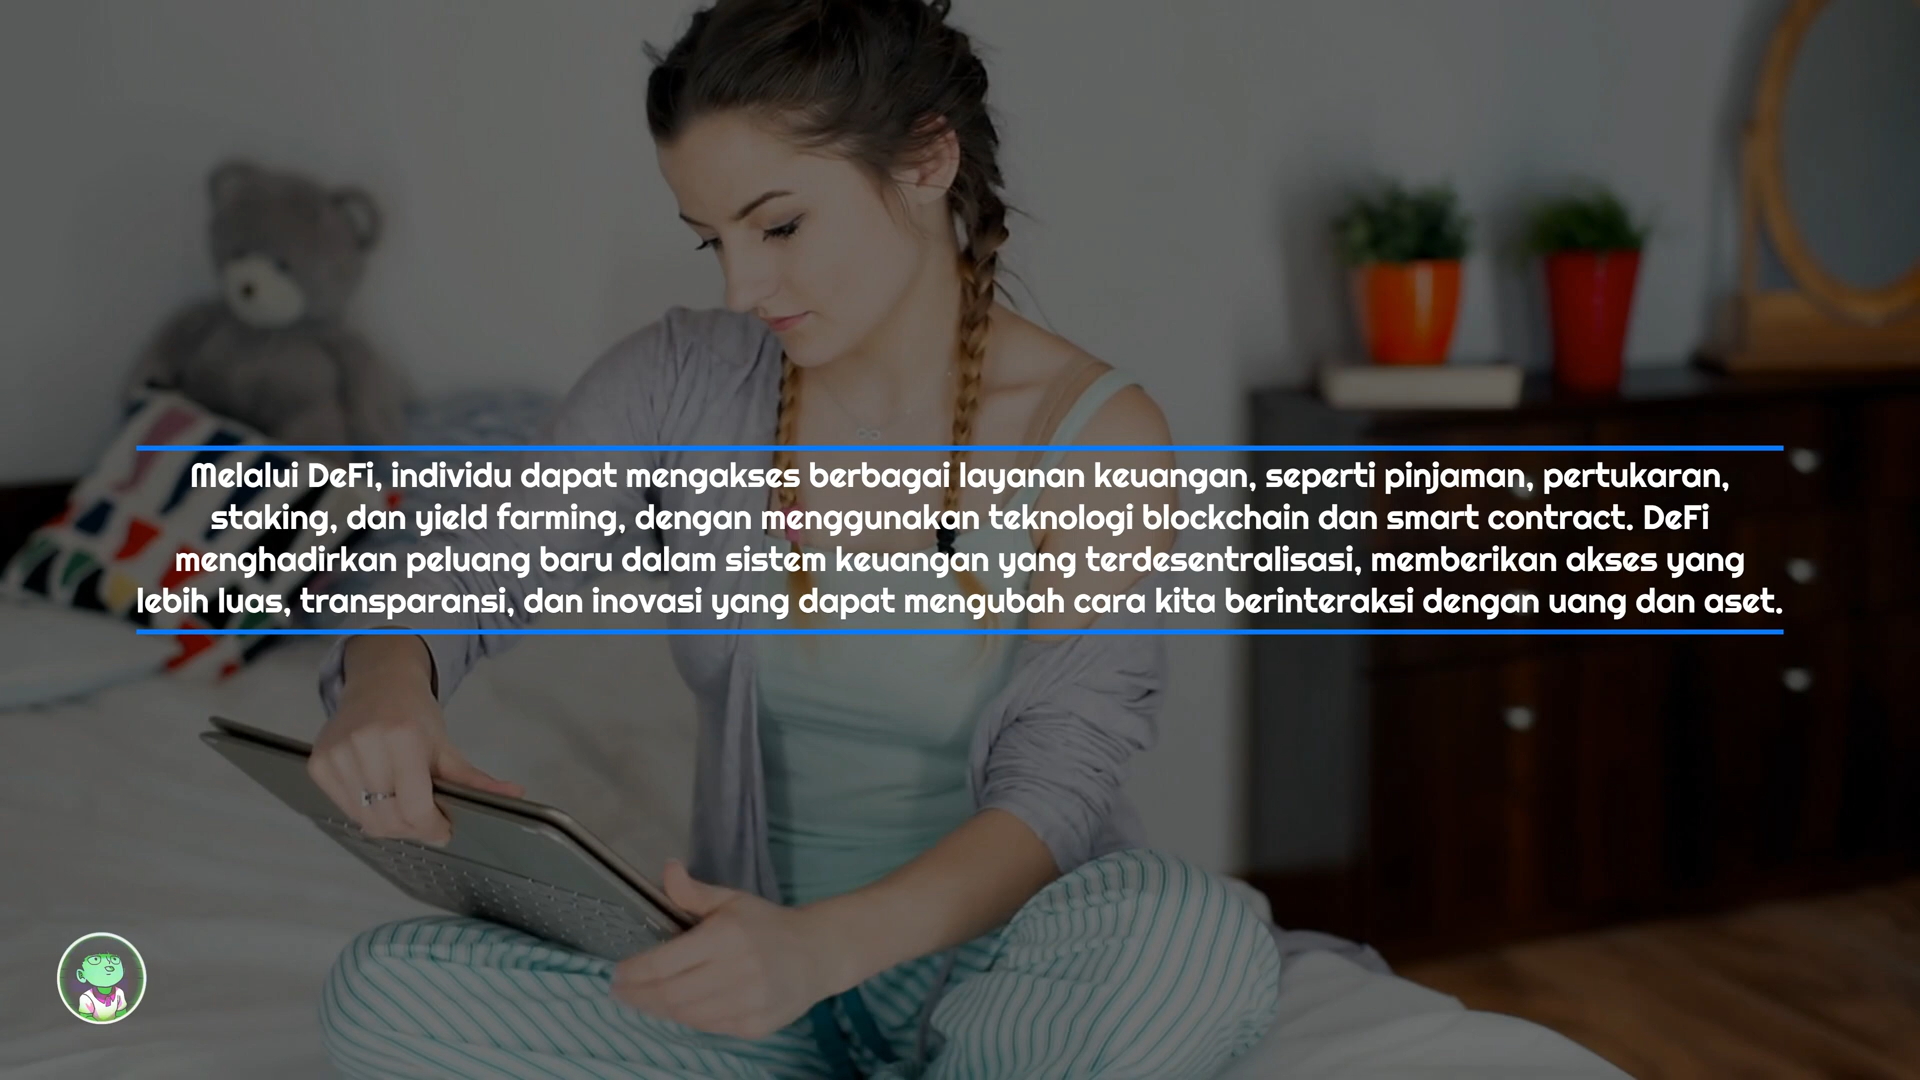 Melalui DeFi, individu dapat mengakses berbagai layanan keuangan, seperti pinjaman, pertukaran,
staking, dan yield farming, dengan menggunakan teknologi blockchain dan smart contract. DeFi
menghadirkan peluang baru dalam sistem keuangan yang terdesentralisasi, memberikan akses yang
lebih luas, transparansi, dan inovasi yang dapat mengubah cara kita berinteraksi dengan uang dan aset.